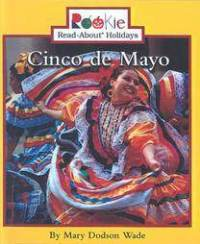 Rookie
Read-About® Holidays
Cinco de Mayo
By Mary Dodson Wade